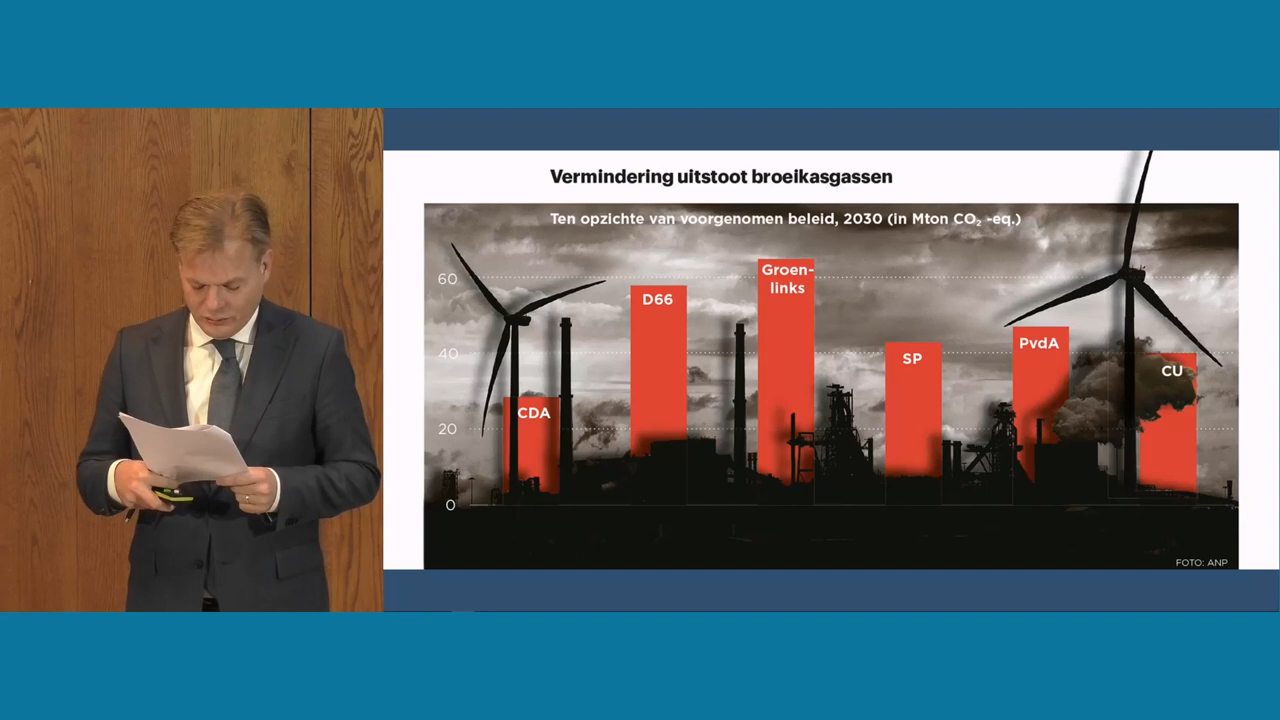 Vermindering uitstoot broeikasgassen
Ten opzichte van voorgenomen beleid, 2030 (in Mton CO₂ -eq.)
60
40
20
0
CDA
D66
Groen-
links
SP
PvdA
CU
FOTO: ANP